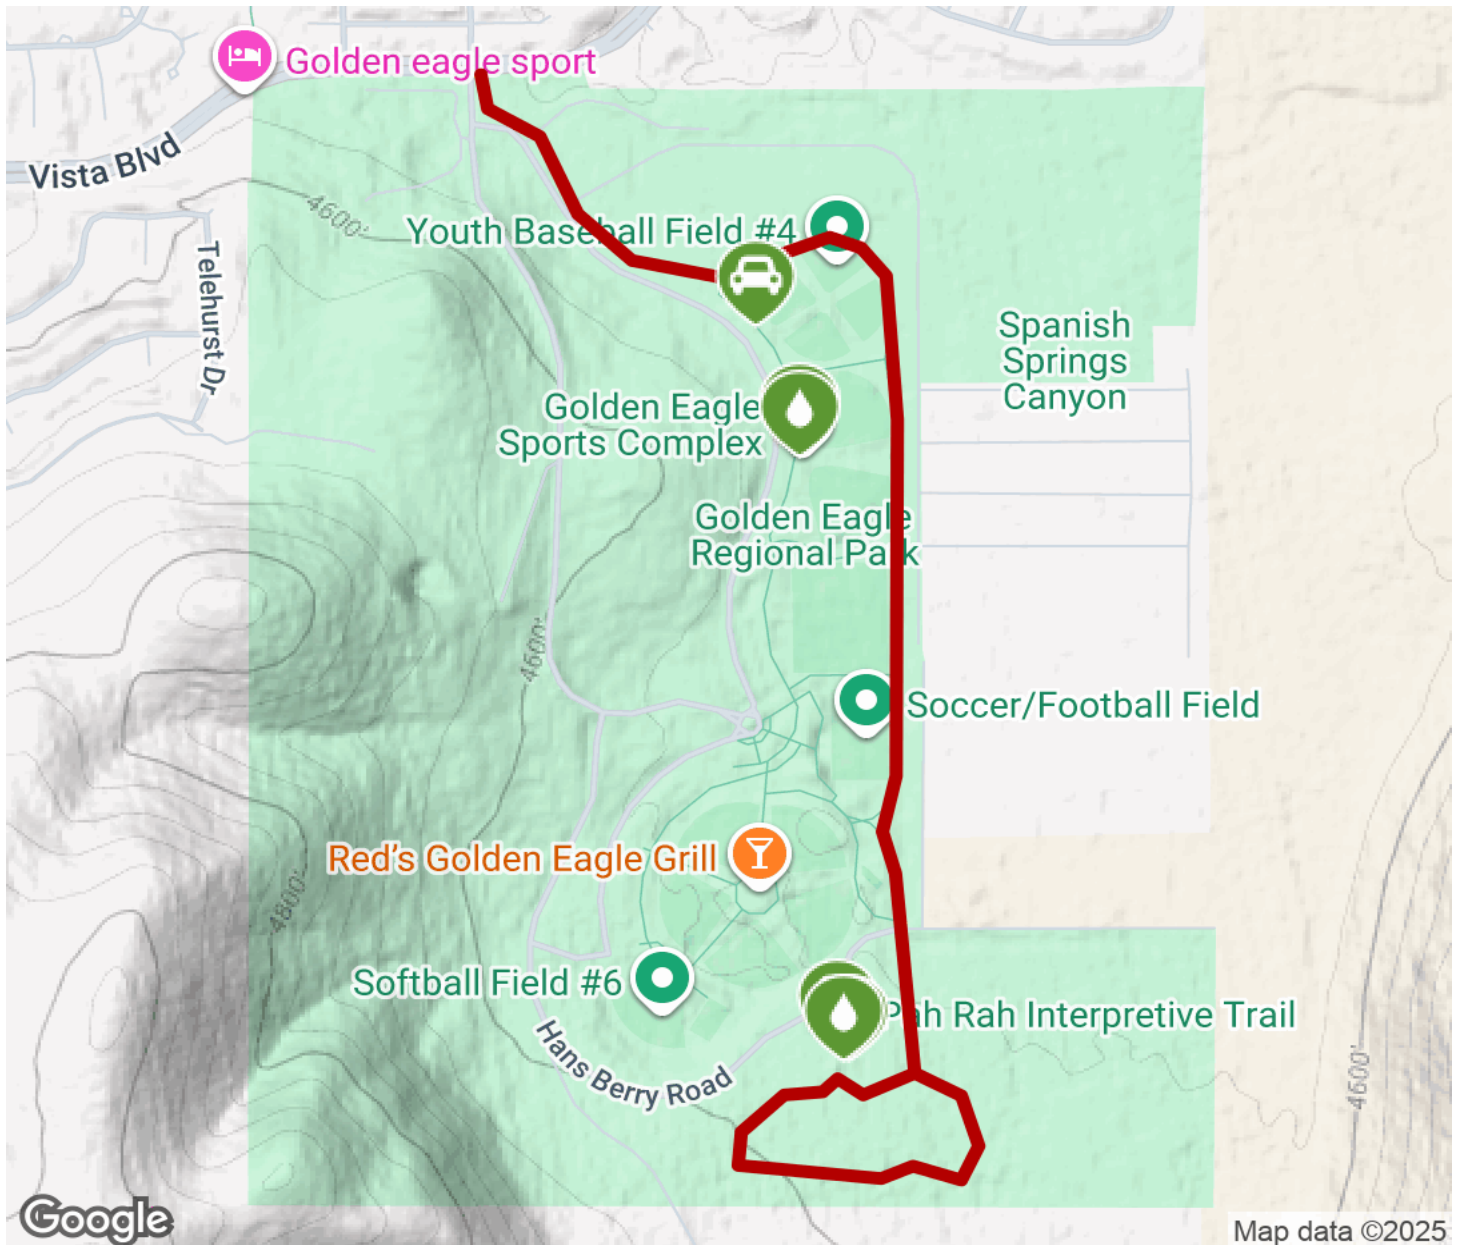 Golden eagle sport
Vista Blvd
4600'
Youth Baseball Field #4
Telehurst Dr
Spanish
Springs
Canyon
Golden Eagle
Sports Complex
Golden Eagle
Regional Park
4600'
Soccer/Football Field
Red's Golden Eagle Grill
4800'
Softball Field #6
Pah Rah Interpretive Trail
Hans Berry Road
4600'
Google
Map data ©2025